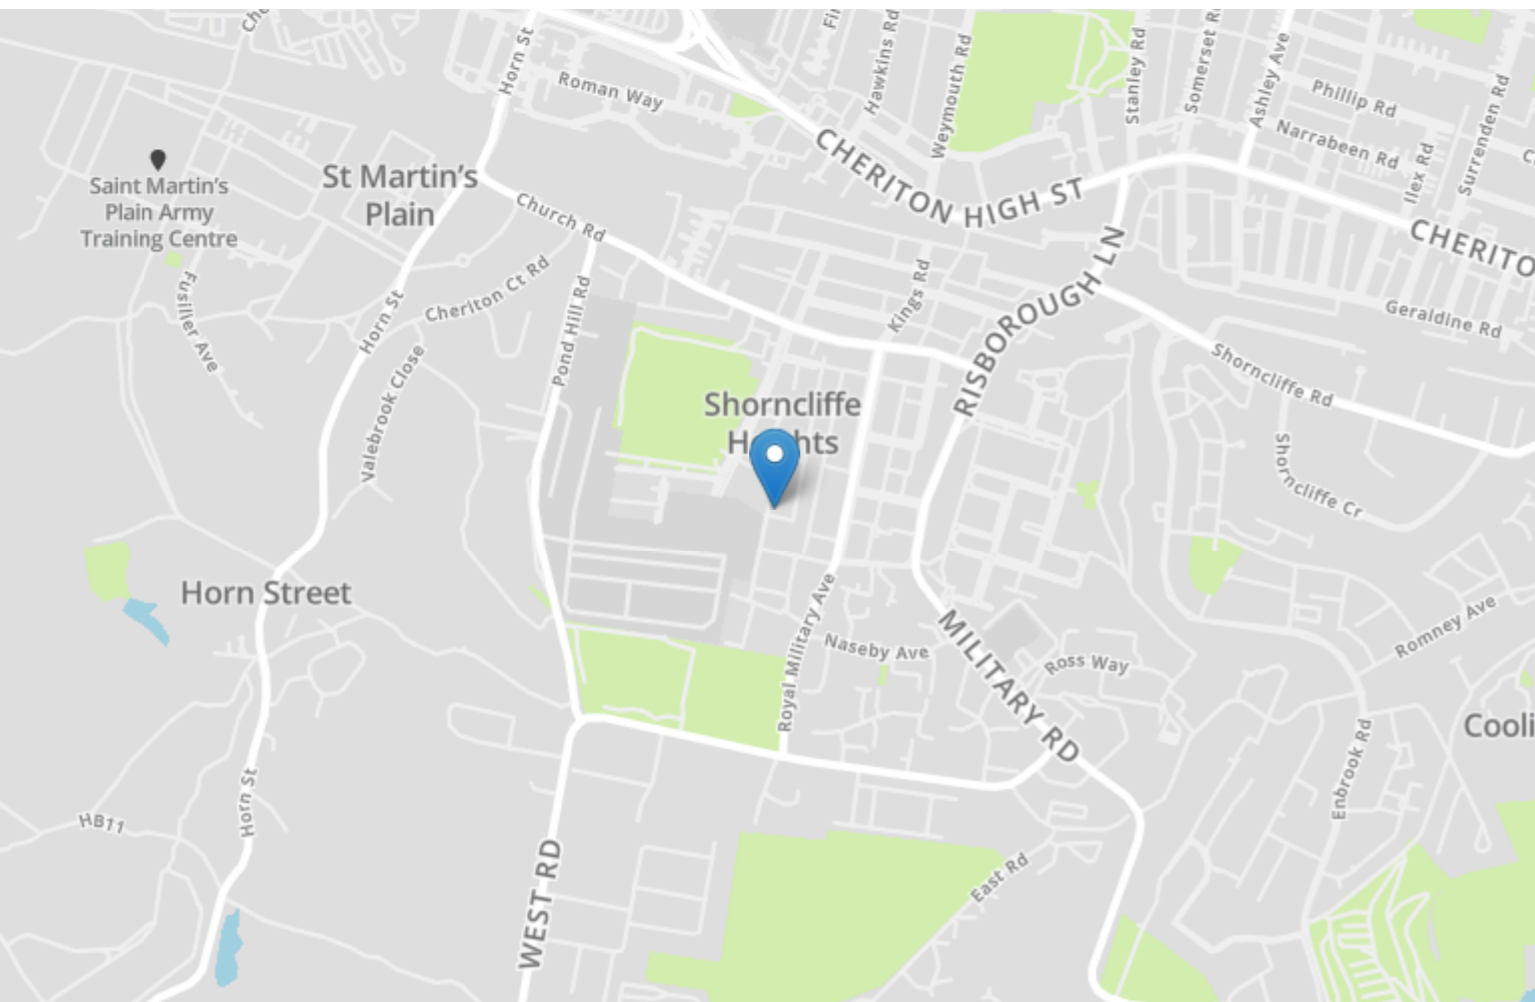 Che
Horn St
Roman Way
Fi
Hawkins Rd
Weymouth Rd
Stanley Rd
Somerset R
Ashley Ave
Phillip Rd
Narrabeen Rd
Ilex Rd
Surrenden Rd
C
CHERITON HIGH ST
CHERITO
Saint Martin's
Plain Army
Training Centre
St Martin's
Plain
Church Rd
Fusilier Ave
Horn St
Cheriton Ct Rd
Pond Hill Rd
Valebrook Close
Kings Rd
RISBOROUGH LN
Geraldine Rd
Shorncliffe Rd
Shorncliffe
Heights
Shorncliffe Cr
Horn Street
Royal Military Ave
Naseby Ave
MILITARY RD
Ross Way
Romney Ave
Enbrook Rd
Cooli
Horn St
HB11
WEST RD
East Rd